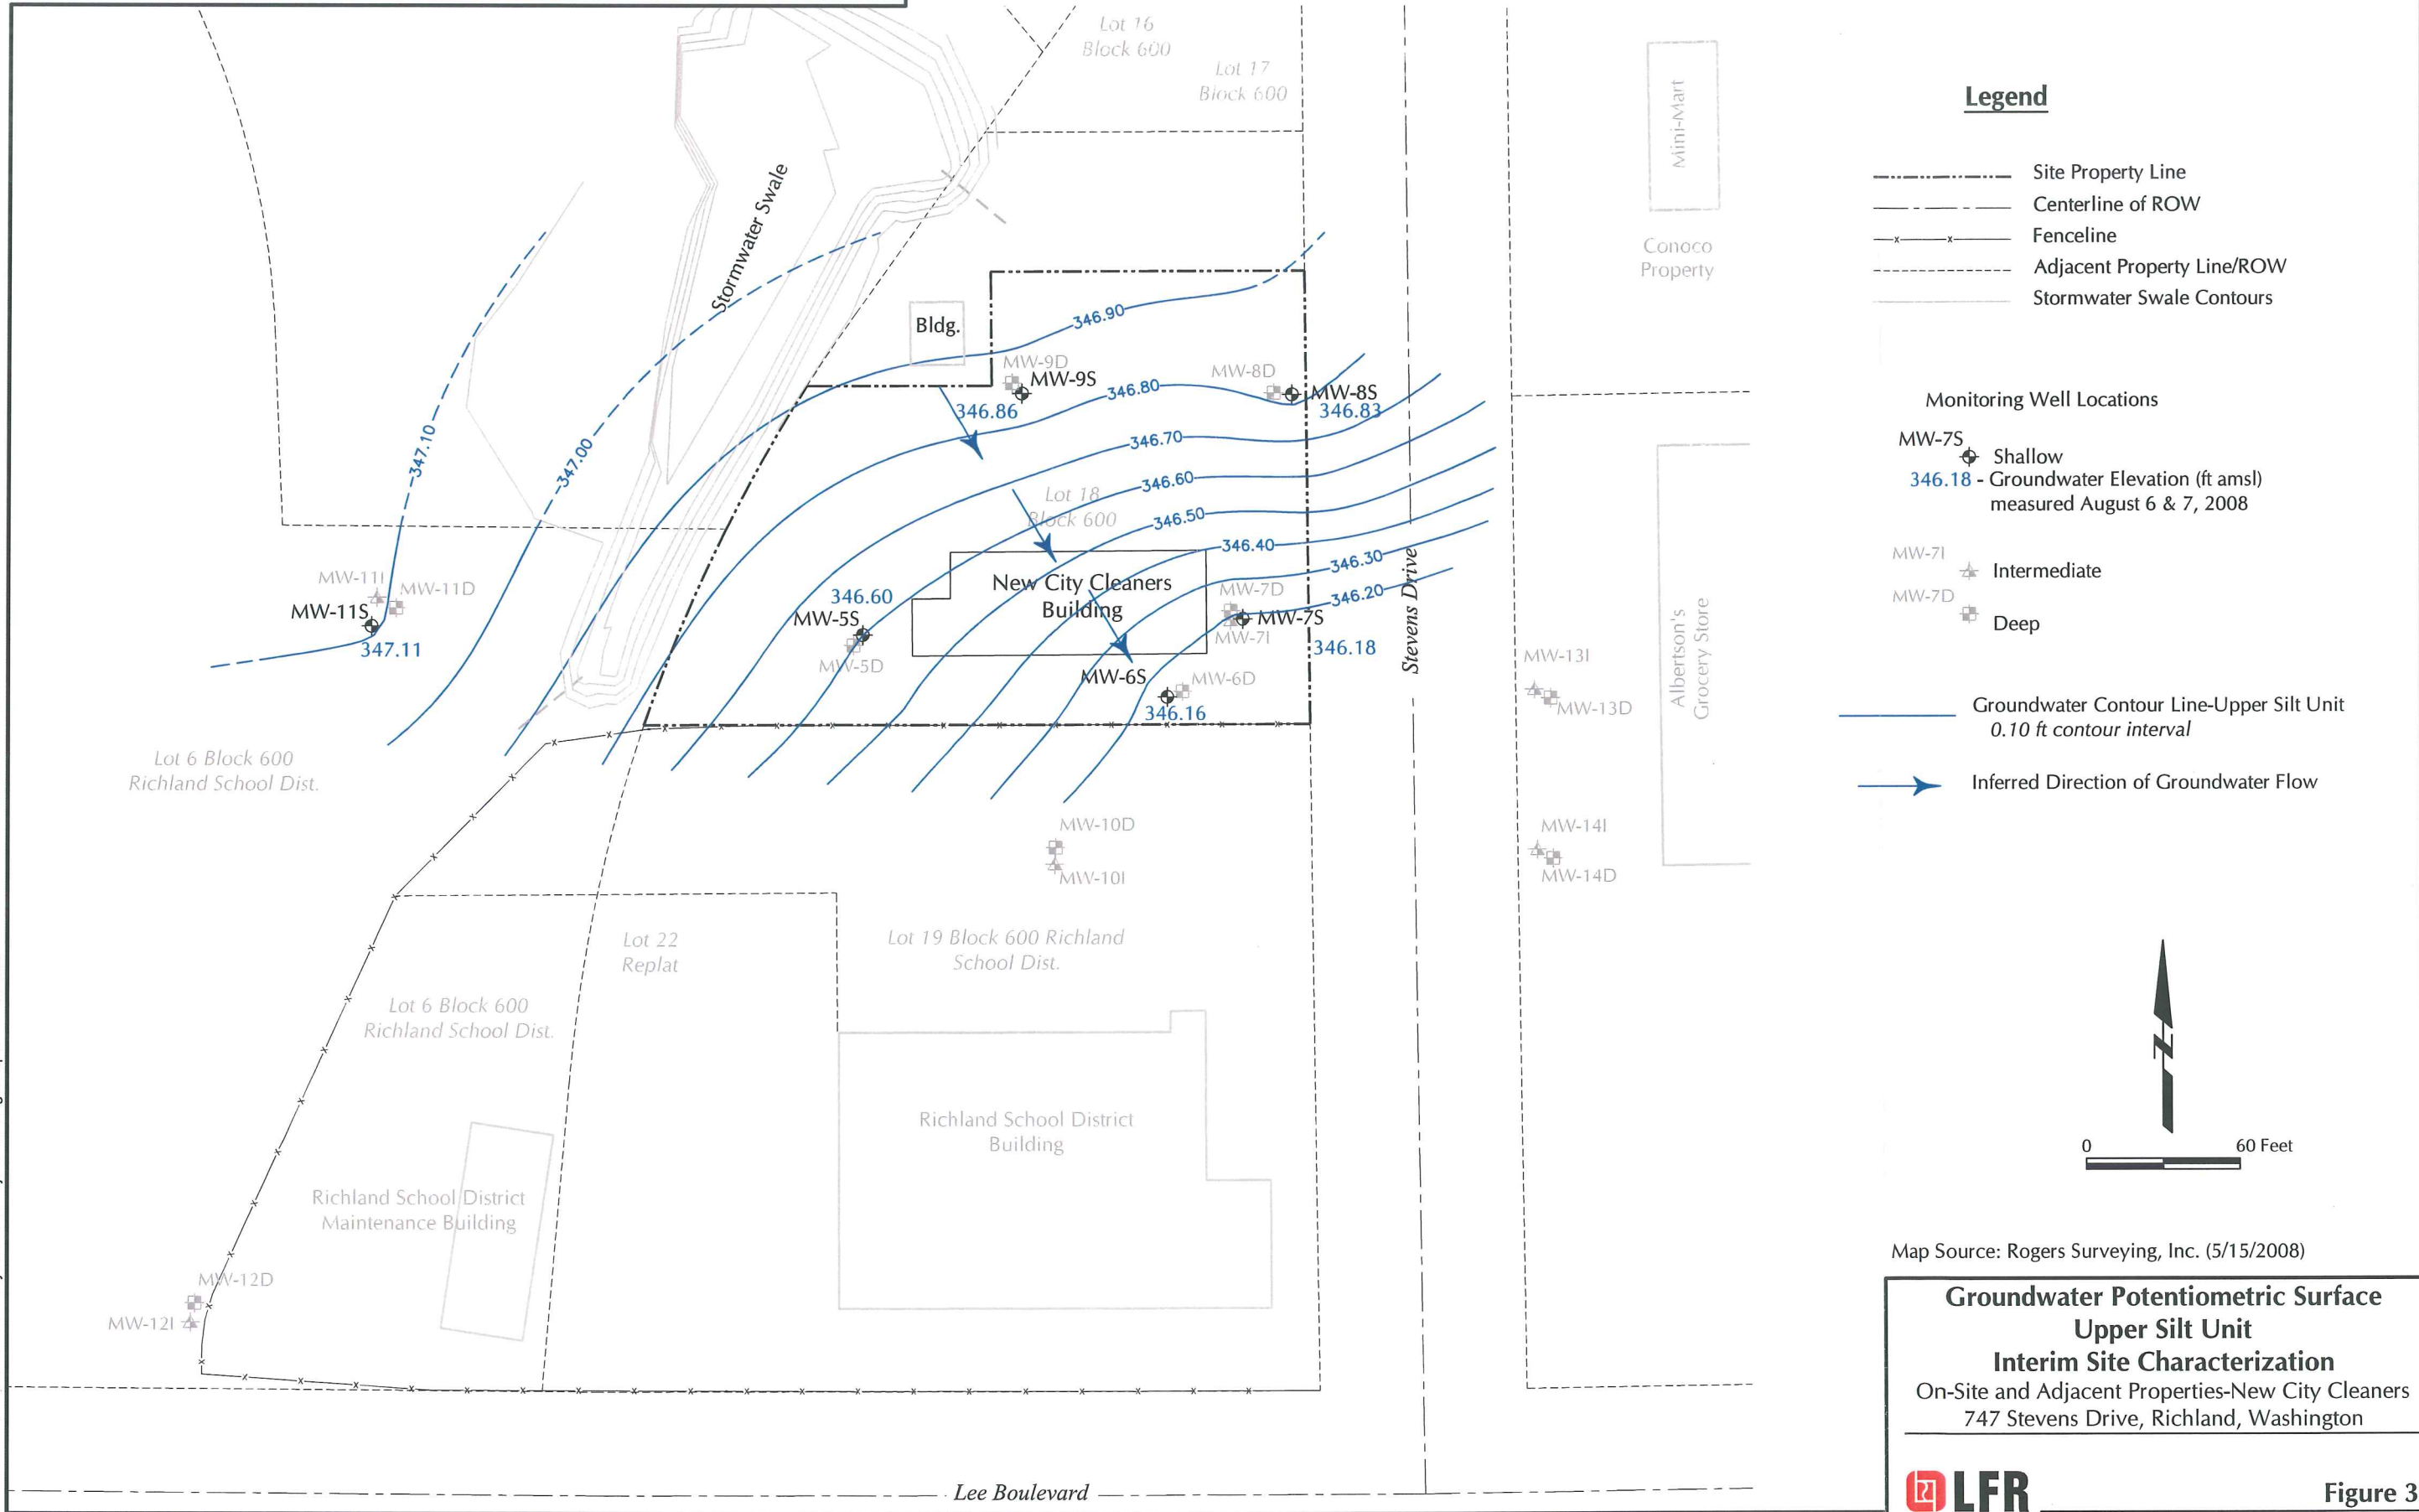 Lot 16
Block 600
Lot 17
Block 600
Mini-Mart
Conoco
Property
Stormwater Swale
Bldg.
346.90
MW-9D
MW-9S
346.86
346.80
MW-8D
MW-8S
346.83
347.10
347.00
346.70
346.60
Lot 18
Block 600
346.50
346.40
346.30
346.20
MW-11I
MW-11D
MW-11S
347.11
346.60
MW-5S
MW-5D
New City Cleaners
Building
MW-7D
MW-7S
MW-7I
346.18
MW-6S
MW-6D
346.16
Stevens Drive
MW-13I
MW-13D
Albertson's
Grocery Store
MW-14I
MW-14D
Lot 6 Block 600
Richland School Dist.
MW-10D
MW-10I
Lot 22
Replat
Lot 19 Block 600 Richland
School Dist.
Lot 6 Block 600
Richland School Dist.
Richland School District
Building
Richland School District
Maintenance Building
MW-12D
MW-12I
Lee Boulevard
Legend
Site Property Line
Centerline of ROW
Fenceline
Adjacent Property Line/ROW
Stormwater Swale Contours
Monitoring Well Locations
MW-7S
Shallow
346.18 - Groundwater Elevation (ft amsl)
measured August 6 & 7, 2008
MW-7I
Intermediate
MW-7D
Deep
Groundwater Contour Line-Upper Silt Unit
0.10 ft contour interval
Inferred Direction of Groundwater Flow
N
0 60 Feet
Map Source: Rogers Surveying, Inc. (5/15/2008)
Groundwater Potentiometric Surface
Upper Silt Unit
Interim Site Characterization
On-Site and Adjacent Properties-New City Cleaners
747 Stevens Drive, Richland, Washington
LFR
Figure 3